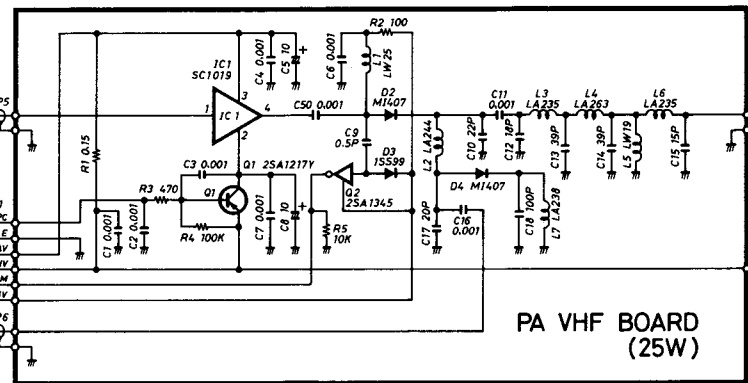 R2 100
C4 0.001
C5 10
+
C6 0.001
L1
LW25
IC1
SC1019
R1 0.15
P5
1
IC 1
3
4
2
C50 0.001
D2
MI407
C9
0.5P
D3
1SS99
Q2
2SA1345
C11
0.001
L3
LA235
L4
LA263
L6
LA235
L2 LA244
C10 22P
C12 18P
C13 39P
C14 39P
L5 LW19
C15 15P
C3 0.001
Q1 2SA1217Y
R3 470
Q1
R4 100K
C1 0.001
C2 0.001
C7 0.001
C8 10
+
R5
10K
D4 MI407
C17 20P
C16
0.001
C18 100P
L7 LA238
PC
E
M
P6
PA VHF BOARD
(25W)